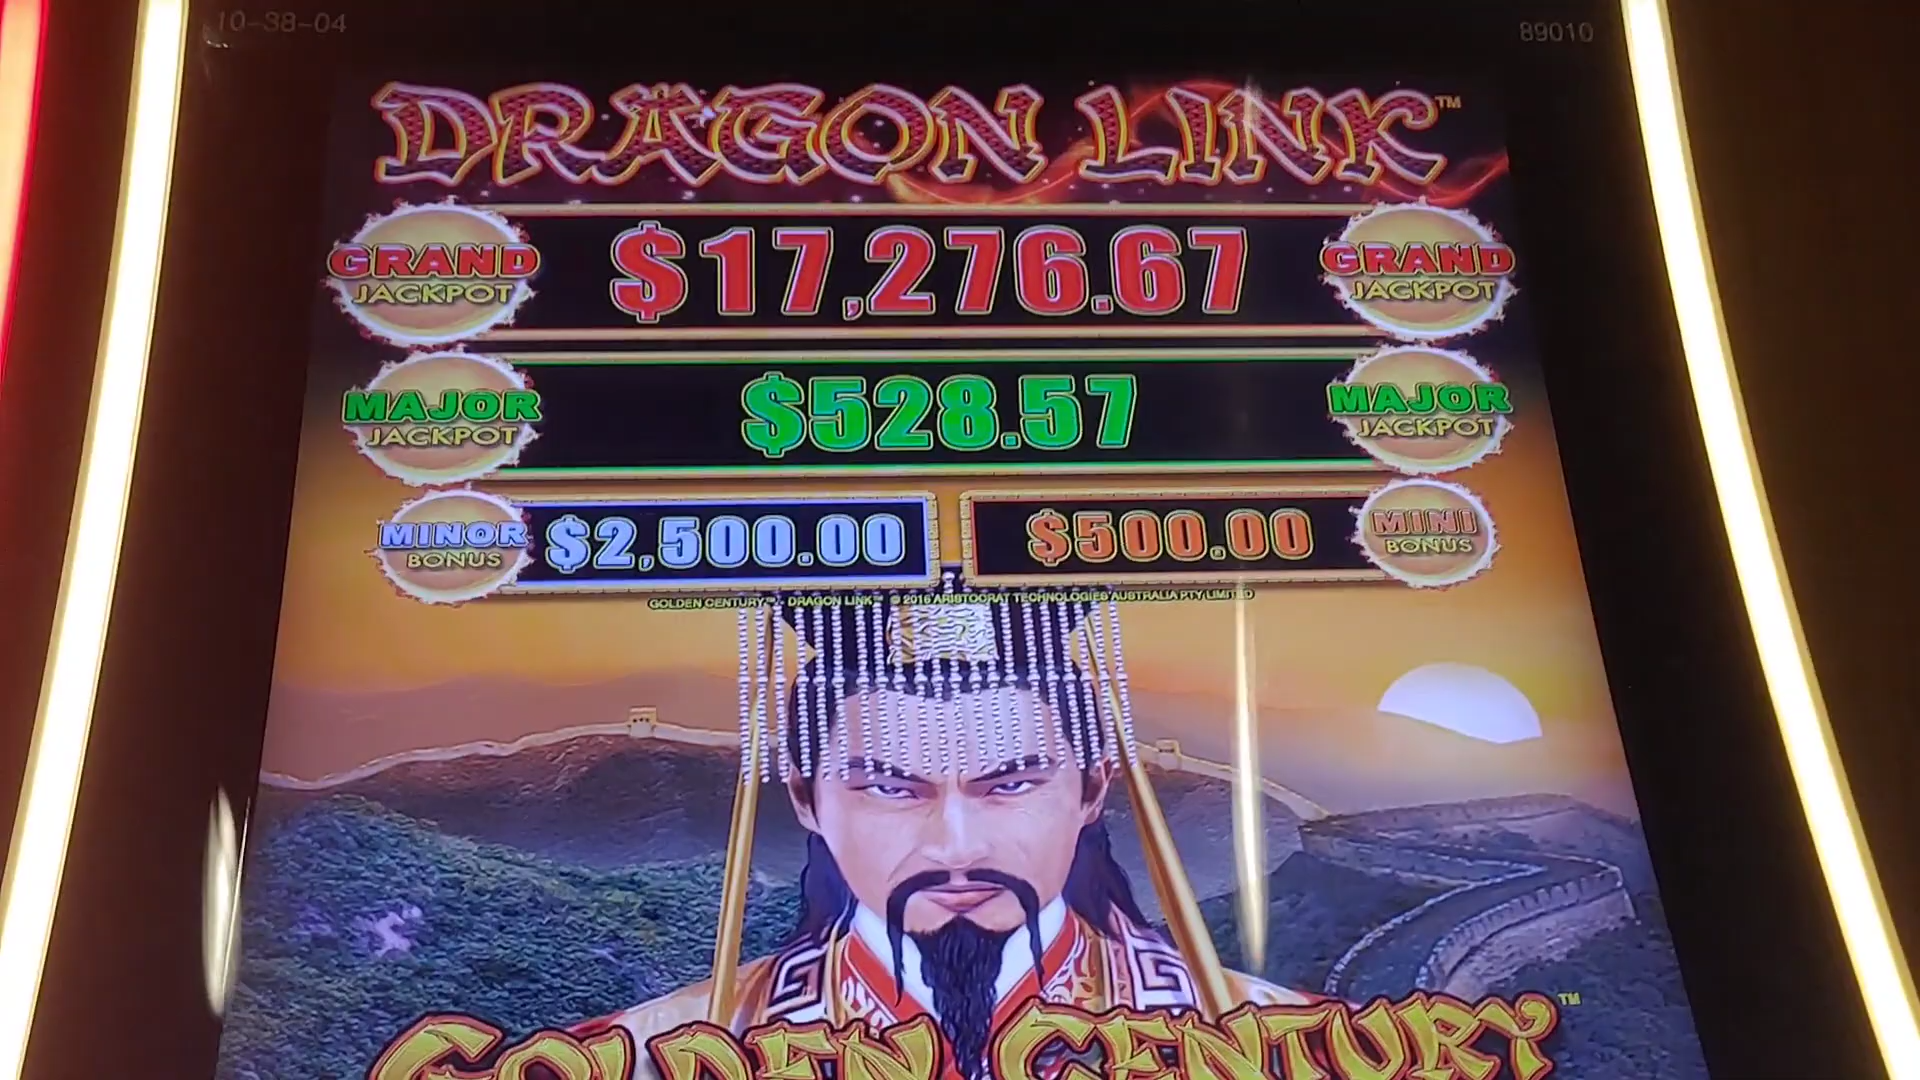 10-38-04
89010
DRAGON LINK™
GRAND JACKPOT
$17,276.67
GRAND JACKPOT
MAJOR JACKPOT
$528.57
MAJOR JACKPOT
MINOR BONUS
$2,500.00
$500.00
MINI BONUS
GOLDEN CENTURY™ - DRAGON LINK™ © 2016 ARISTOCRAT TECHNOLOGIES AUSTRALIA PTY LIMITED
GOLDEN CENTURY™